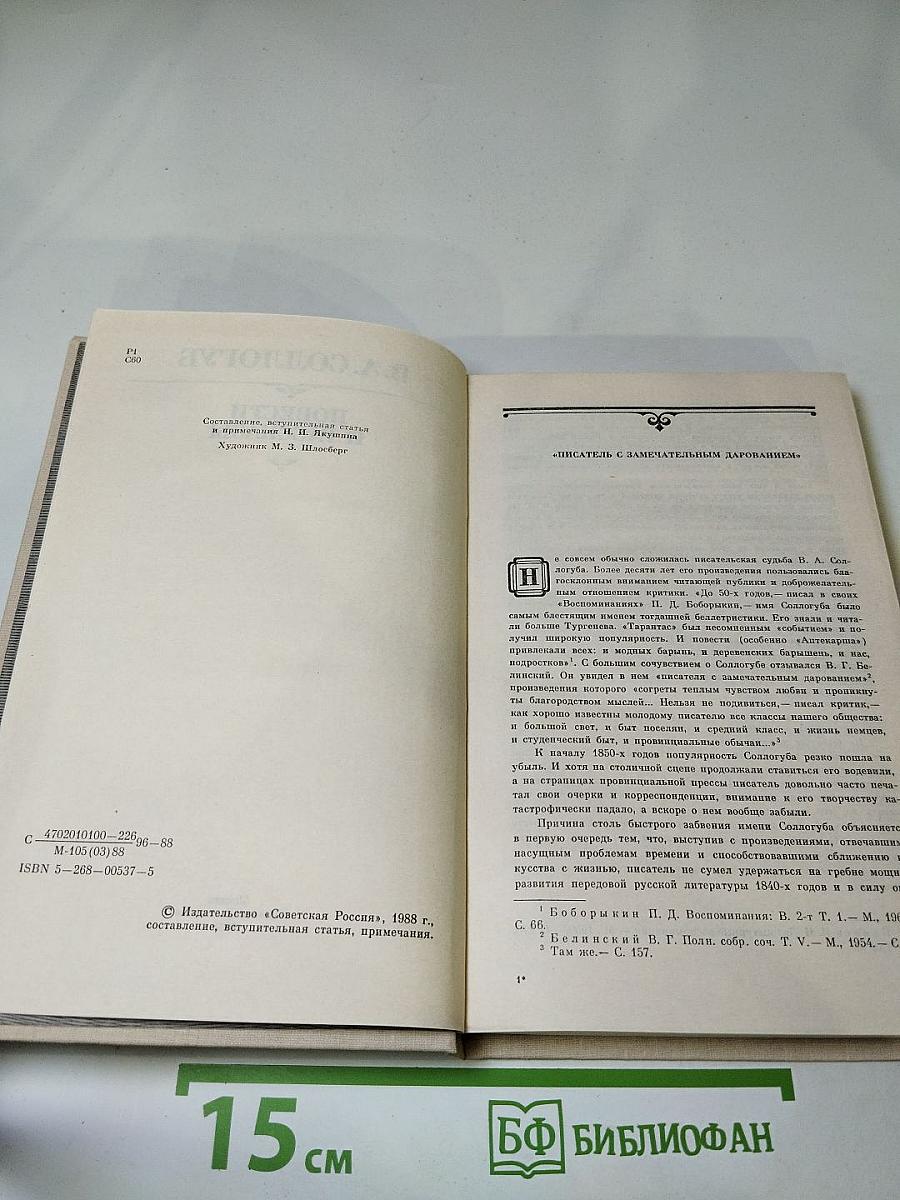 Р1
С60
В. А. СОЛЛОГУБ
ПОВЕСТИ
Составление, вступительная статья
и примечания И. И. Якушина
Художник М. З. Шлосберг
С 4702010100—226 96—88
М-105(03)88
ISBN 5—268—00537—5
© Издательство «Советская Россия», 1988 г.,
составление, вступительная статья, примечания.
«ПИСАТЕЛЬ С ЗАМЕЧАТЕЛЬНЫМ ДАРОВАНИЕМ»
Не совсем обычно сложилась писательская судьба В. А. Сол-
логуба. Более десяти лет его произведения пользовались бла-
госклонным вниманием читающей публики и доброжелатель-
ным отношением критики. «До 50-х годов,— писал в своих
«Воспоминаниях» П. Д. Боборыкин,— имя Соллогуба было
самым блестящим именем тогдашней беллетристики. Его знали и чита-
ли больше Тургенева. «Тарантас» был несомненным «событием» и по-
лучил широкую популярность. И повести (особенно «Аптекарша»)
привлекали всех: и модных барынь, и деревенских барышень, и нас,
подростков»¹. С большим сочувствием о Соллогубе отзывался В. Г. Бе-
линский. Он увидел в нем «писателя с замечательным дарованием»²,
произведения которого «согреты теплым чувством любви и проникну-
ты благородством мыслей... Нельзя не подивиться,— писал критик,—
как хорошо известны молодому писателю все классы нашего общества:
и большой свет, и быт поселян, и средний класс, и жизнь немцев,
и студенческий быт, и провинциальные обычаи...»³
К началу 1850-х годов популярность Соллогуба резко пошла на
убыль. И хотя на столичной сцене продолжали ставиться его водевили,
а на страницах провинциальной прессы писатель довольно часто печа-
тал свои очерки и корреспонденции, внимание к его творчеству ка-
тастрофически падало, а вскоре о нем вообще забыли.
Причина столь быстрого забвения имени Соллогуба объясняетс
в первую очередь тем, что, выступив с произведениями, отвечавшим
насущным проблемам времени и способствовавшими сближению и
кусства с жизнью, писатель не сумел удержаться на гребне мощн
развития передовой русской литературы 1840-х годов и в силу оп
¹ Боборыкин П. Д. Воспоминания: В 2-т Т. 1.— М., 196
С. 66.
² Белинский В. Г. Полн. собр. соч. Т. V.— М., 1954.— С.
³ Там же.— С. 157.
1*
15 см
БФ БИБЛИОФАН